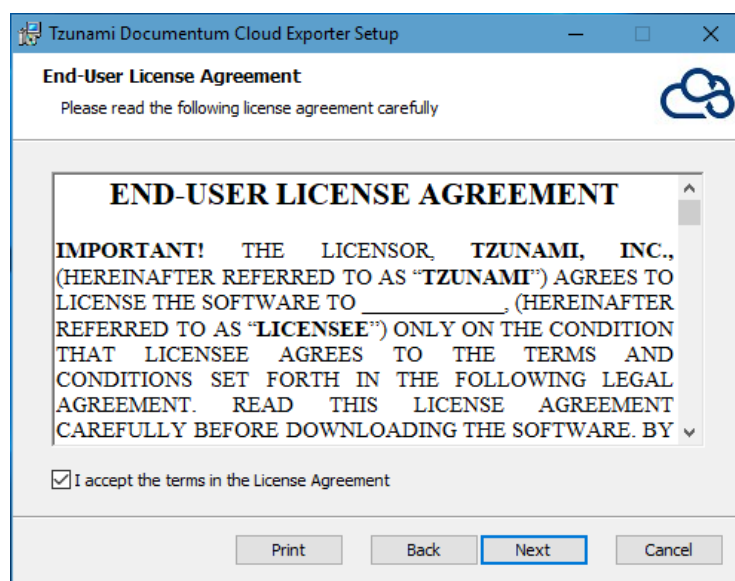 Tzunami Documentum Cloud Exporter Setup
End-User License Agreement
Please read the following license agreement carefully
END-USER LICENSE AGREEMENT
IMPORTANT! THE LICENSOR, TZUNAMI, INC.,
(HEREINAFTER REFERRED TO AS “TZUNAMI”) AGREES TO
LICENSE THE SOFTWARE TO ____________, (HEREINAFTER
REFERRED TO AS “LICENSEE”) ONLY ON THE CONDITION
THAT LICENSEE AGREES TO THE TERMS AND
CONDITIONS SET FORTH IN THE FOLLOWING LEGAL
AGREEMENT. READ THIS LICENSE AGREEMENT
CAREFULLY BEFORE DOWNLOADING THE SOFTWARE. BY
I accept the terms in the License Agreement
Print Back Next Cancel